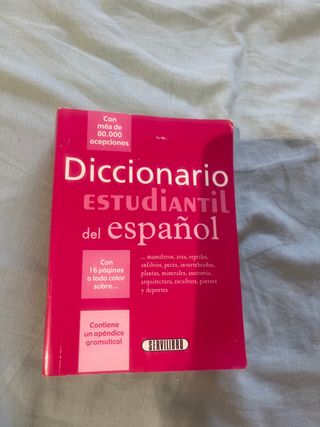 Con
más de
80.000
acepciones
Diccionario
ESTUDIANTIL
del español
Con
16 páginas
a todo color
sobre...
... mamíferos, aves, reptiles,
anfibios, peces, invertebrados,
plantas, minerales, anatomía,
arquitectura, escultura, pintura
y deportes
Contiene
un apéndice
gramatical
SERVILIBRO